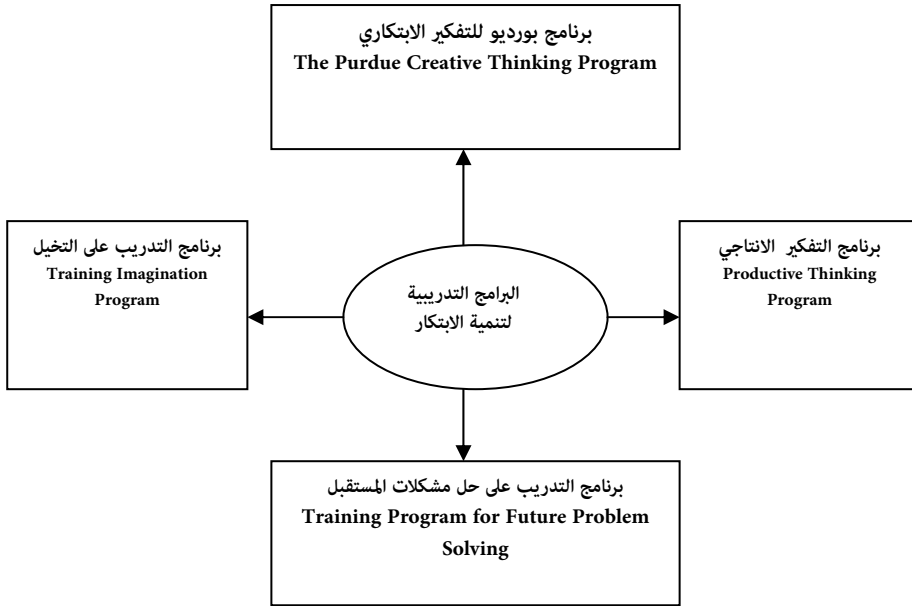 برنامج بورديو للتفكير الابتكاري
The Purdue Creative Thinking Program
برنامج التفكير الانتاجي
Productive Thinking
Program
البرامج التدريبية
لتنمية الابتكار
برنامج التدريب على التخيل
Training Imagination
Program
برنامج التدريب على حل مشكلات المستقبل
Training Program for Future Problem
Solving